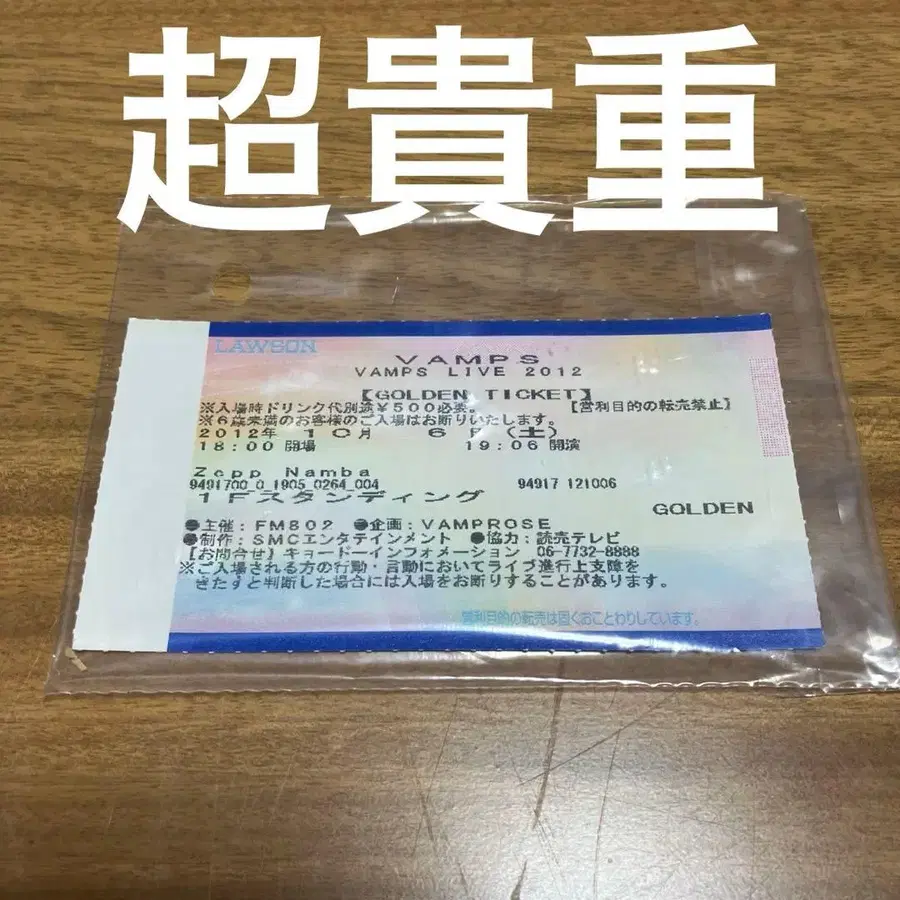 超貴重
LAWSON
VAMPS
VAMPS LIVE 2012
【GOLDEN TICKET】
※入場時ドリンク代別途¥500必要。 【営利目的の転売禁止】
※6歳未満のお客様のご入場はお断りいたします。
2012年 10月 6日(土)
18:00 開場 19:06 開演
Zepp Namba
9491700 0 1905 0264 004 94917 121006
1Fスタンディング
GOLDEN
●主催:FM802 ●企画:VAMPROSE
●制作:SMCエンタテインメント ●協力:読売テレビ
【お問合せ】キョードーインフォメーション 06-7732-8888
※ご入場される方の行動・言動においてライブ進行上支障を
きたすと判断した場合には入場をお断りすることがあります。
営利目的の転売は固くおことわりしています。